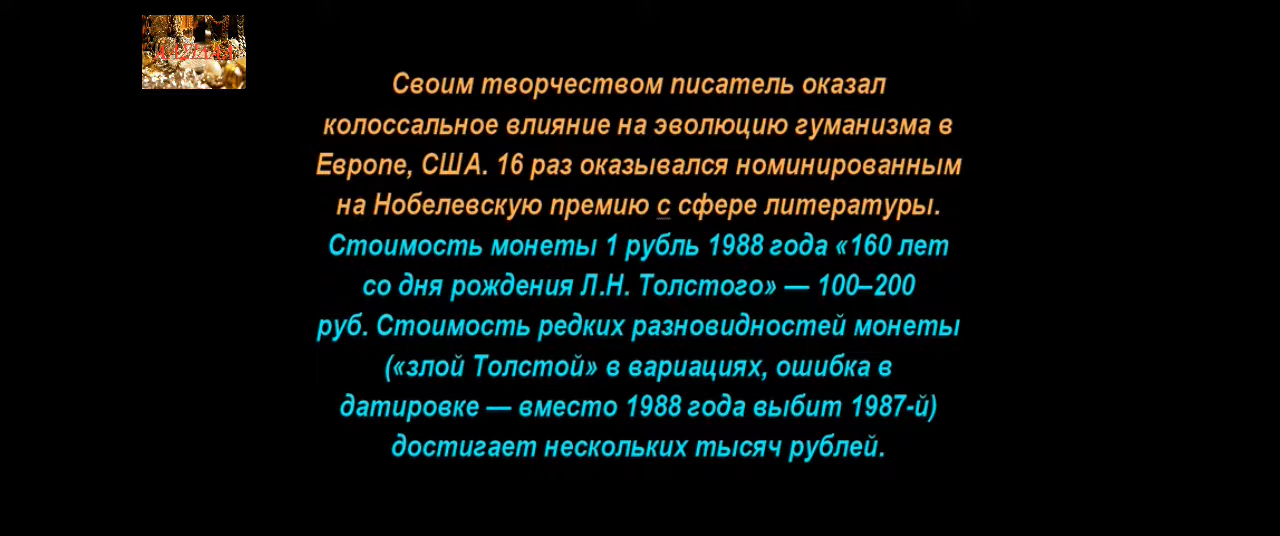 Своим творчеством писатель оказал
колоссальное влияние на эволюцию гуманизма в
Европе, США. 16 раз оказывался номинированным
на Нобелевскую премию с сфере литературы.
Стоимость монеты 1 рубль 1988 года «160 лет
со дня рождения Л.Н. Толстого» — 100–200
руб. Стоимость редких разновидностей монеты
(«злой Толстой» в вариациях, ошибка в
датировке — вместо 1988 года выбит 1987-й)
достигает нескольких тысяч рублей.